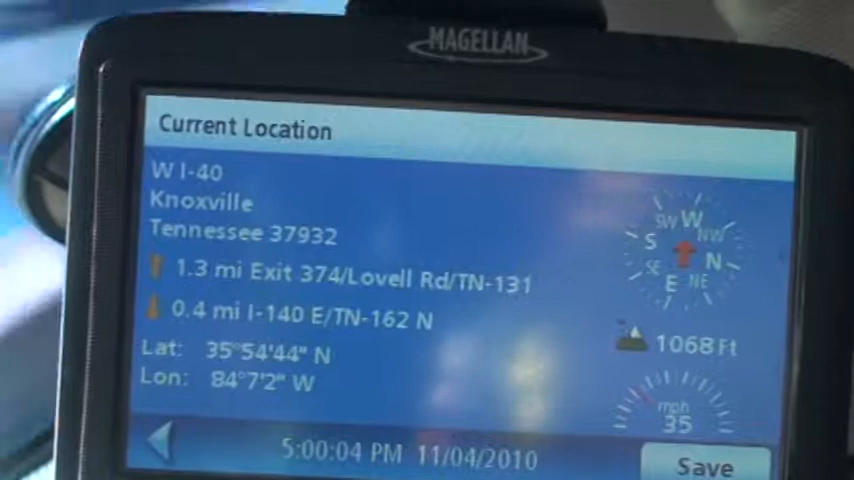 MAGELLAN
Current Location
W I-40
Knoxville
Tennessee 37932
1.3 mi Exit 374/Lovell Rd/TN-131
0.4 mi I-140 E/TN-162 N
Lat: 35°54'44" N
Lon: 84°7'2" W
SW W NW
S N
SE E NE
1068 Ft
mph
35
5:00:04 PM 11/04/2010
Save